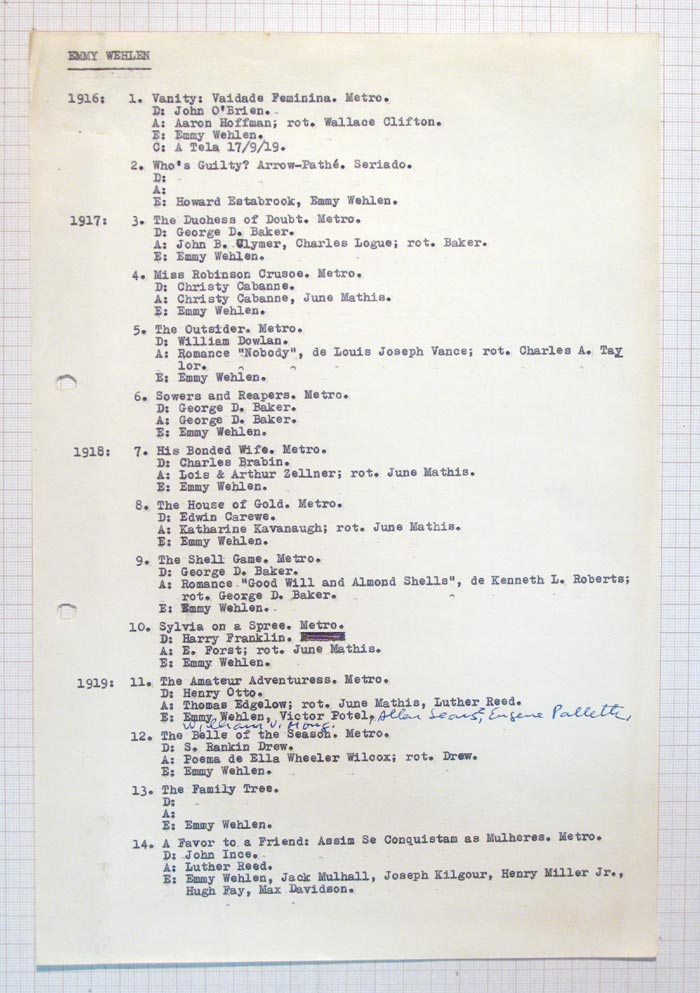 EMMY WEHLEN
1916: 1. Vanity: Vaidade Feminina. Metro.
D: John O'Brien.
A: Aaron Hoffman; rot. Wallace Clifton.
E: Emmy Wehlen.
C: A Tela 17/9/19.
2. Who's Guilty? Arrow-Pathé. Seriado.
D:
A:
E: Howard Estabrook, Emmy Wehlen.
1917: 3. The Duchess of Doubt. Metro.
D: George D. Baker.
A: John B. Clymer, Charles Logue; rot. Baker.
E: Emmy Wehlen.
4. Miss Robinson Crusoe. Metro.
D: Christy Cabanne.
A: Christy Cabanne, June Mathis.
E: Emmy Wehlen.
5. The Outsider. Metro.
D: William Dowlan.
A: Romance "Nobody", de Louis Joseph Vance; rot. Charles A. Tay
lor.
E: Emmy Wehlen.
6. Sowers and Reapers. Metro.
D: George D. Baker.
A: George D. Baker.
E: Emmy Wehlen.
1918: 7. His Bonded Wife. Metro.
D: Charles Brabin.
A: Lois & Arthur Zellner; rot. June Mathis.
E: Emmy Wehlen.
8. The House of Gold. Metro.
D: Edwin Carewe.
A: Katharine Kavanaugh; rot. June Mathis.
E: Emmy Wehlen.
9. The Shell Game. Metro.
D: George D. Baker.
A: Romance "Good Will and Almond Shells", de Kenneth L. Roberts;
rot. George D. Baker.
E: Emmy Wehlen.
10. Sylvia on a Spree. Metro.
D: Harry Franklin.
A: E. Forst; rot. June Mathis.
E: Emmy Wehlen.
1919: 11. The Amateur Adventuress. Metro.
D: Henry Otto.
A: Thomas Edgelow; rot. June Mathis, Luther Reed.
E: Emmy Wehlen, Victor Potel, Allan Sears, Eugene Pallette,
William V. Mong.
12. The Belle of the Season. Metro.
D: S. Rankin Drew.
A: Poema de Ella Wheeler Wilcox; rot. Drew.
E: Emmy Wehlen.
13. The Family Tree.
D:
A:
E: Emmy Wehlen.
14. A Favor to a Friend: Assim Se Conquistam as Mulheres. Metro.
D: John Ince.
A: Luther Reed.
E: Emmy Wehlen, Jack Mulhall, Joseph Kilgour, Henry Miller Jr.,
Hugh Fay, Max Davidson.